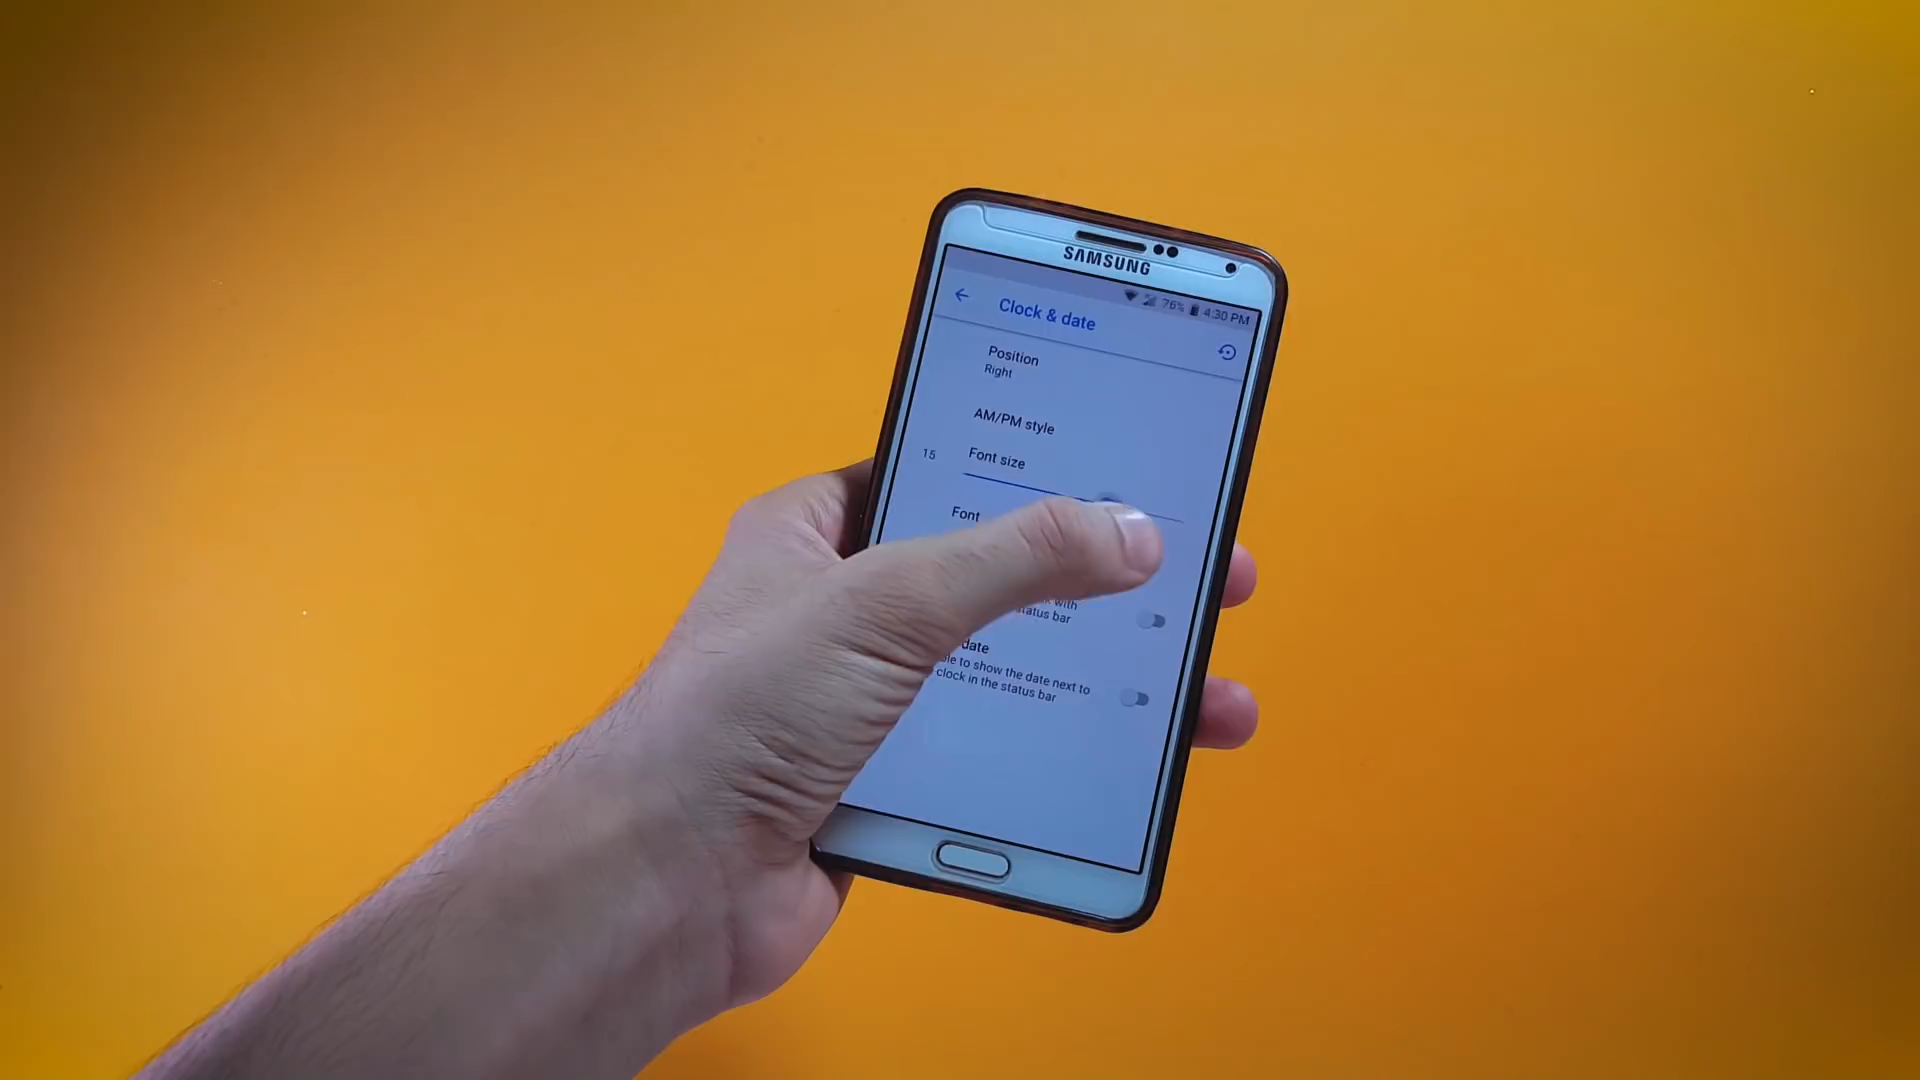 SAMSUNG
76% 4:30 PM
Clock & date
Position
Right
AM/PM style
15
Font size
Font
with
status bar
date
to show the date next to
clock in the status bar